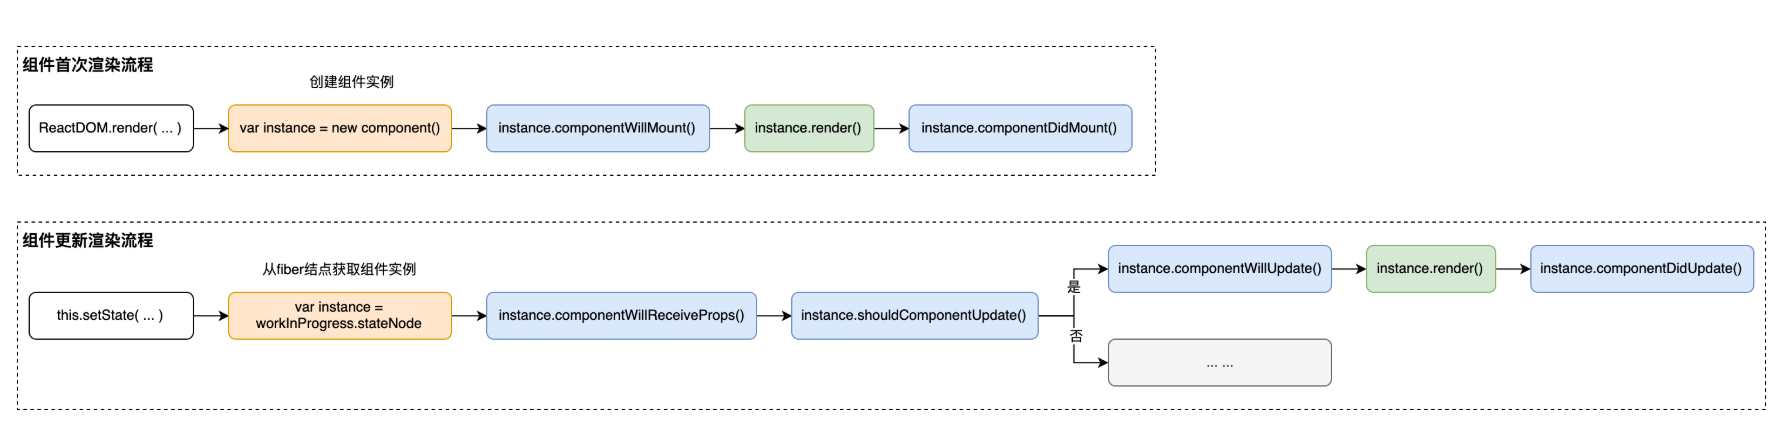 组件首次渲染流程
创建组件实例
ReactDOM.render( ... )
var instance = new component()
instance.componentWillMount()
instance.render()
instance.componentDidMount()
组件更新渲染流程
从fiber结点获取组件实例
this.setState( ... )
var instance =
workInProgress.stateNode
instance.componentWillReceiveProps()
instance.shouldComponentUpdate()
是
instance.componentWillUpdate()
instance.render()
instance.componentDidUpdate()
否
... ...